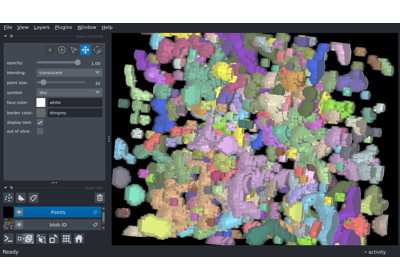 File View Layers Plugins Window Help
opacity: 1.00
blending: translucent
point size:
symbol: disc
face color: white
border color: dimgrey
display text:
out of slice:
Points
blob ID
Ready activity